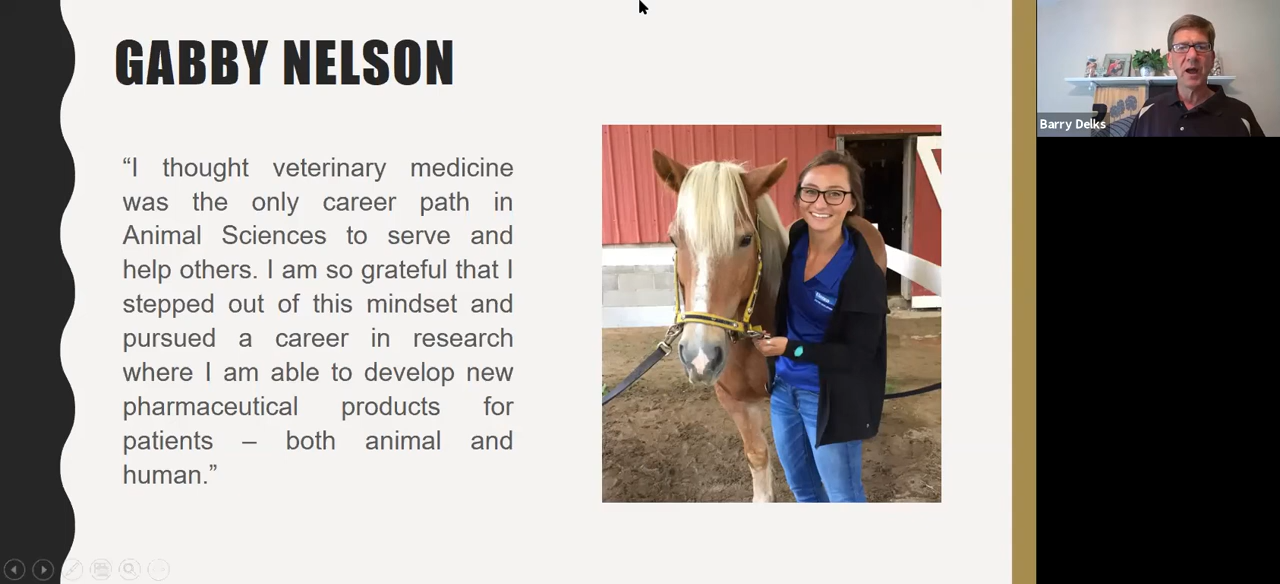 GABBY NELSON
“I thought veterinary medicine
was the only career path in
Animal Sciences to serve and
help others. I am so grateful that I
stepped out of this mindset and
pursued a career in research
where I am able to develop new
pharmaceutical products for
patients – both animal and
human.”
Barry Delks